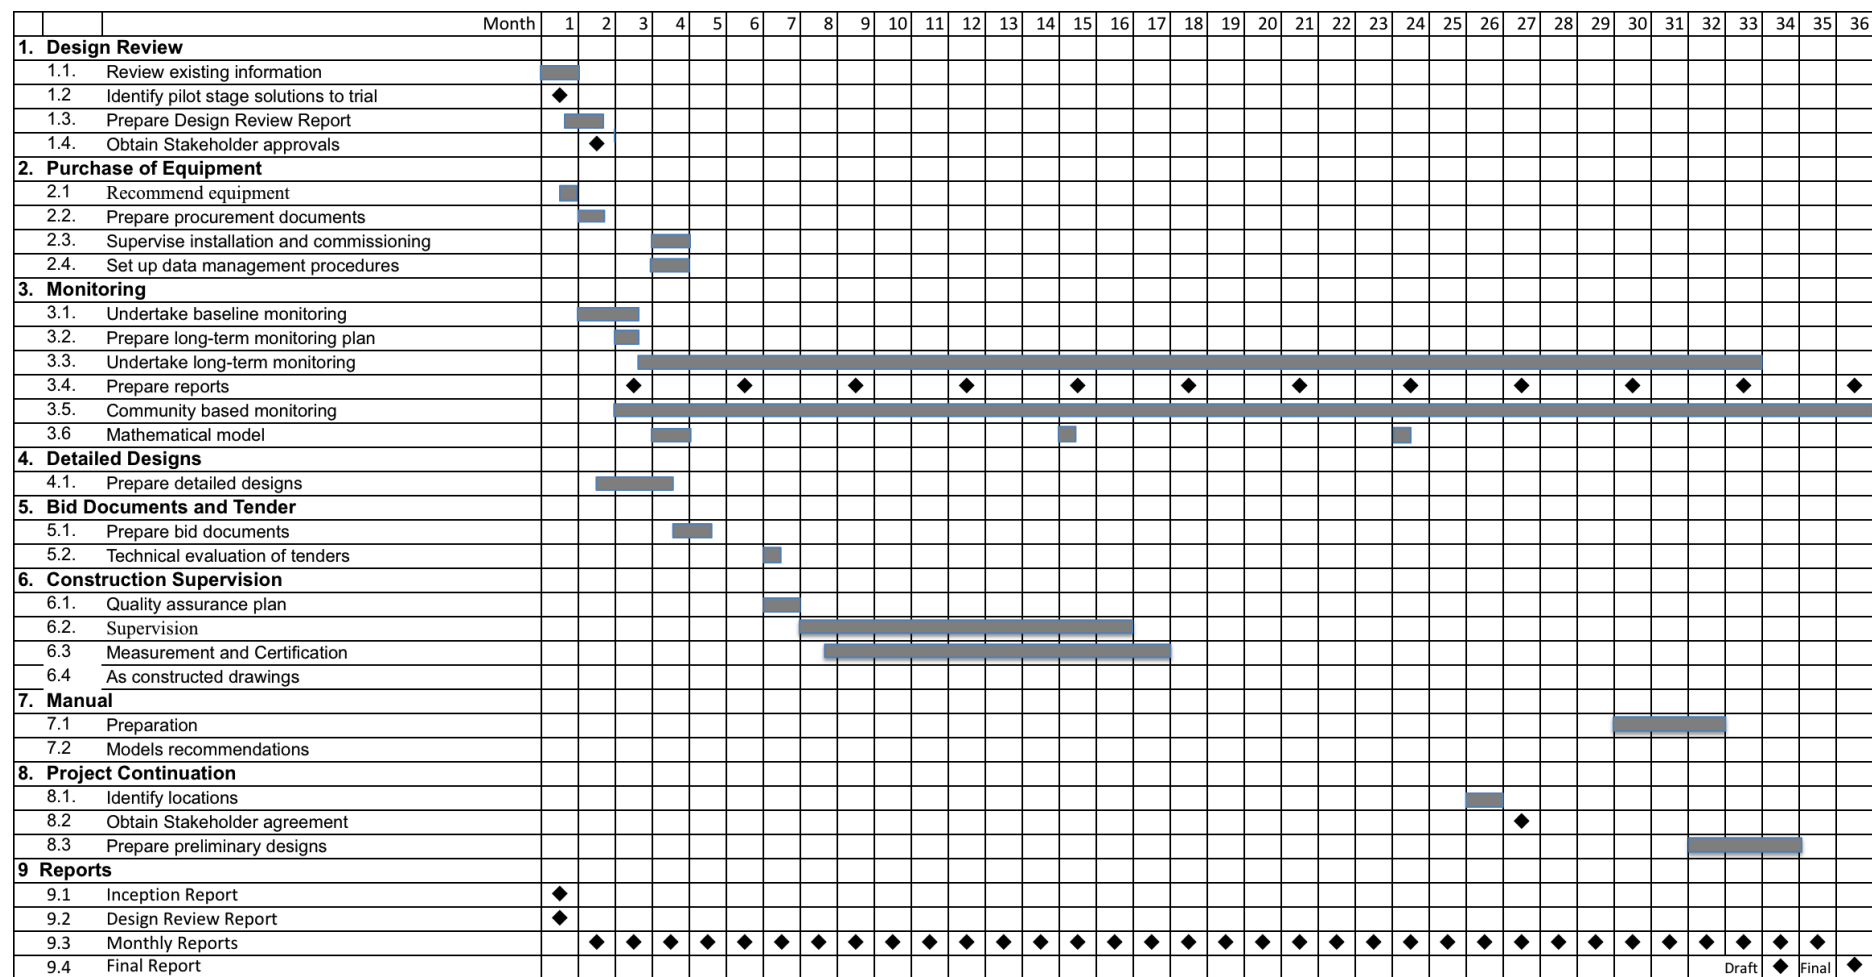 Month 1 2 3 4 5 6 7 8 9 10 11 12 13 14 15 16 17 18 19 20 21 22 23 24 25 26 27 28 29 30 31 32 33 34 35 36
1. Design Review
1.1. Review existing information
1.2 Identify pilot stage solutions to trial
1.3. Prepare Design Review Report
1.4. Obtain Stakeholder approvals
2. Purchase of Equipment
2.1 Recommend equipment
2.2. Prepare procurement documents
2.3. Supervise installation and commissioning
2.4. Set up data management procedures
3. Monitoring
3.1. Undertake baseline monitoring
3.2. Prepare long-term monitoring plan
3.3. Undertake long-term monitoring
3.4. Prepare reports
3.5. Community based monitoring
3.6 Mathematical model
4. Detailed Designs
4.1. Prepare detailed designs
5. Bid Documents and Tender
5.1. Prepare bid documents
5.2. Technical evaluation of tenders
6. Construction Supervision
6.1. Quality assurance plan
6.2. Supervision
6.3 Measurement and Certification
6.4 As constructed drawings
7. Manual
7.1 Preparation
7.2 Models recommendations
8. Project Continuation
8.1. Identify locations
8.2 Obtain Stakeholder agreement
8.3 Prepare preliminary designs
9 Reports
9.1 Inception Report
9.2 Design Review Report
9.3 Monthly Reports
9.4 Final Report Draft Final